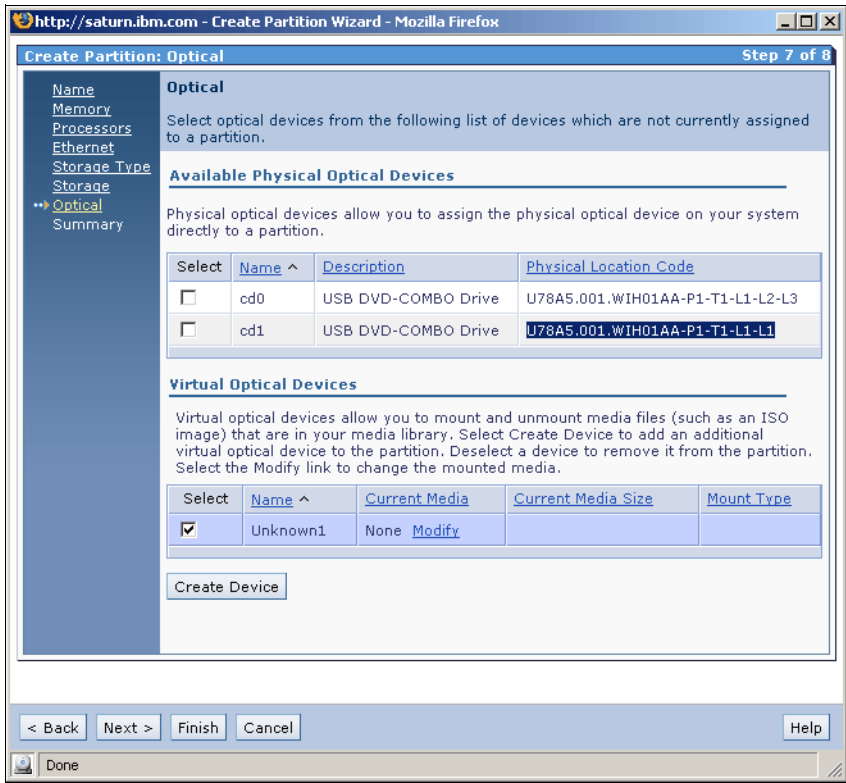 http://saturn.ibm.com - Create Partition Wizard - Mozilla Firefox
Create Partition: Optical Step 7 of 8
Name
Memory
Processors
Ethernet
Storage Type
Storage
Optical
Summary
Optical
Select optical devices from the following list of devices which are not currently assigned
to a partition.
Available Physical Optical Devices
Physical optical devices allow you to assign the physical optical device on your system
directly to a partition.
Select Name ^ Description Physical Location Code
cd0 USB DVD-COMBO Drive U78A5.001.WIH01AA-P1-T1-L1-L2-L3
cd1 USB DVD-COMBO Drive U78A5.001.WIH01AA-P1-T1-L1-L1
Virtual Optical Devices
Virtual optical devices allow you to mount and unmount media files (such as an ISO
image) that are in your media library. Select Create Device to add an additional
virtual optical device to the partition. Deselect a device to remove it from the partition.
Select the Modify link to change the mounted media.
Select Name ^ Current Media Current Media Size Mount Type
Unknown1 None Modify
Create Device
< Back Next > Finish Cancel Help
Done